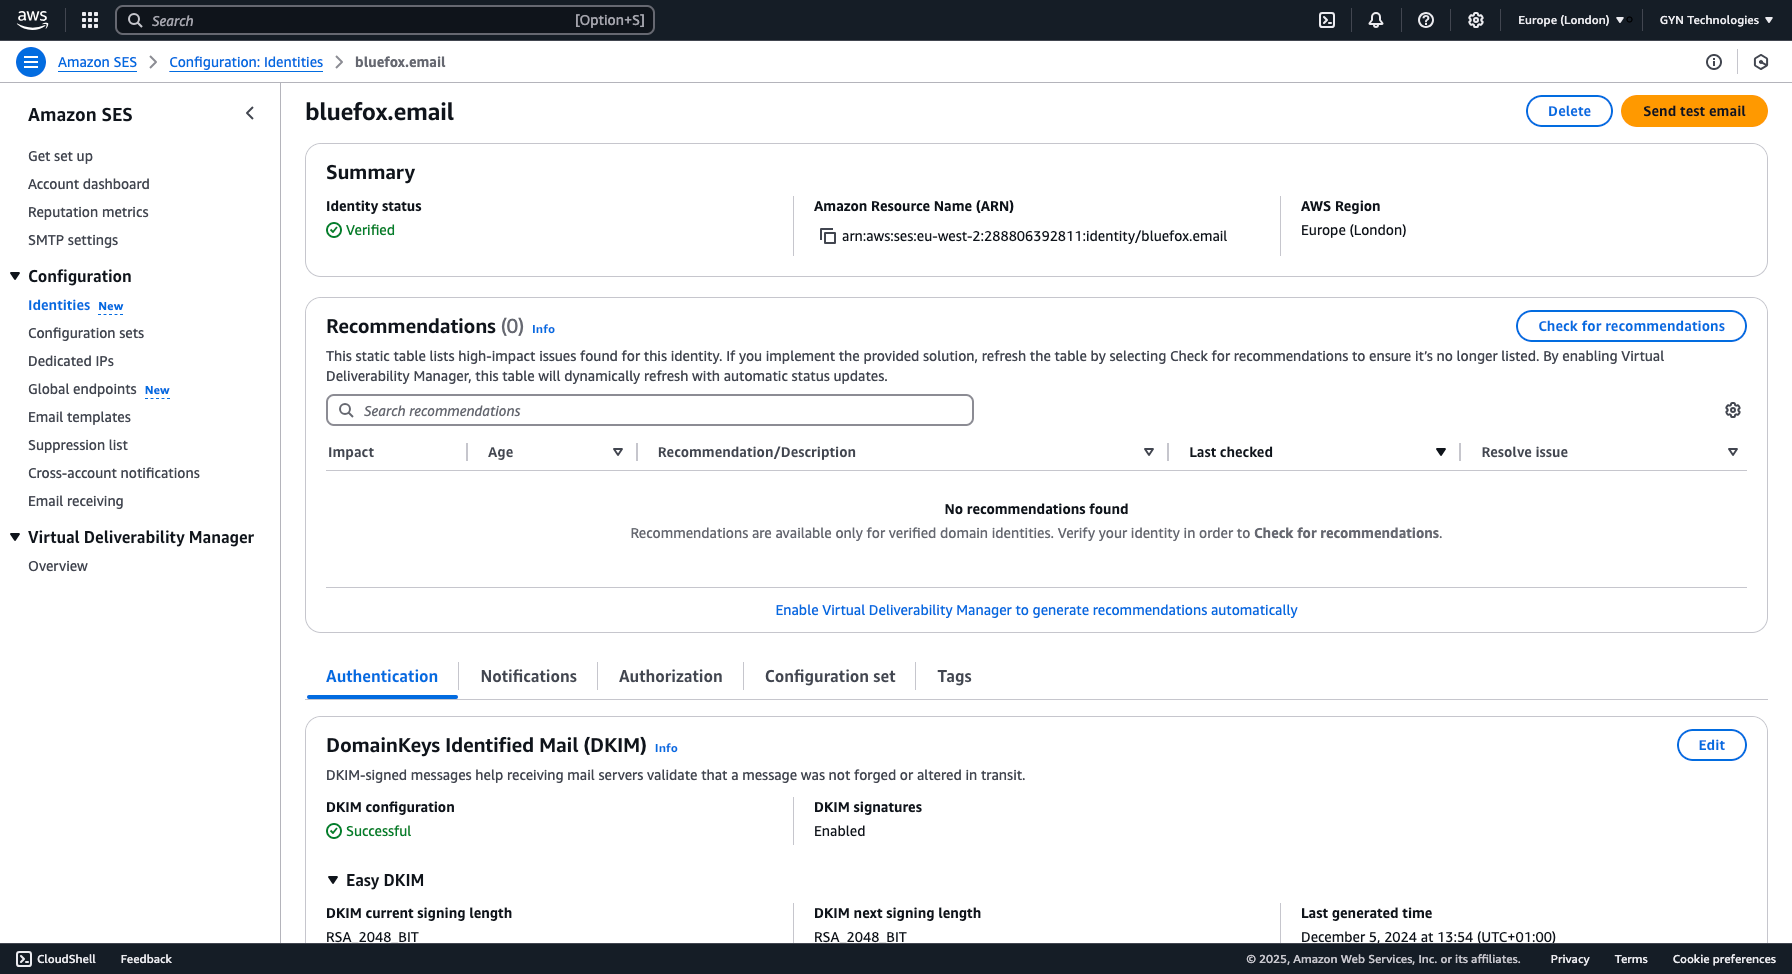 aws
Search
[Option+S]
Europe (London)
GYN Technologies
Amazon SES
Configuration: Identities
bluefox.email
Amazon SES
Get set up
Account dashboard
Reputation metrics
SMTP settings
Configuration
Identities New
Configuration sets
Dedicated IPs
Global endpoints New
Email templates
Suppression list
Cross-account notifications
Email receiving
Virtual Deliverability Manager
Overview
bluefox.email
Delete
Send test email
Summary
Identity status
Verified
Amazon Resource Name (ARN)
arn:aws:ses:eu-west-2:288806392811:identity/bluefox.email
AWS Region
Europe (London)
Recommendations (0) Info
Check for recommendations
This static table lists high-impact issues found for this identity. If you implement the provided solution, refresh the table by selecting Check for recommendations to ensure it's no longer listed. By enabling Virtual
Deliverability Manager, this table will dynamically refresh with automatic status updates.
Search recommendations
Impact
Age
Recommendation/Description
Last checked
Resolve issue
No recommendations found
Recommendations are available only for verified domain identities. Verify your identity in order to Check for recommendations.
Enable Virtual Deliverability Manager to generate recommendations automatically
Authentication
Notifications
Authorization
Configuration set
Tags
DomainKeys Identified Mail (DKIM) Info
Edit
DKIM-signed messages help receiving mail servers validate that a message was not forged or altered in transit.
DKIM configuration
Successful
DKIM signatures
Enabled
Easy DKIM
DKIM current signing length
RSA_2048_BIT
DKIM next signing length
RSA_2048_BIT
Last generated time
December 5, 2024 at 13:54 (UTC+01:00)
CloudShell
Feedback
© 2025, Amazon Web Services, Inc. or its affiliates.
Privacy
Terms
Cookie preferences